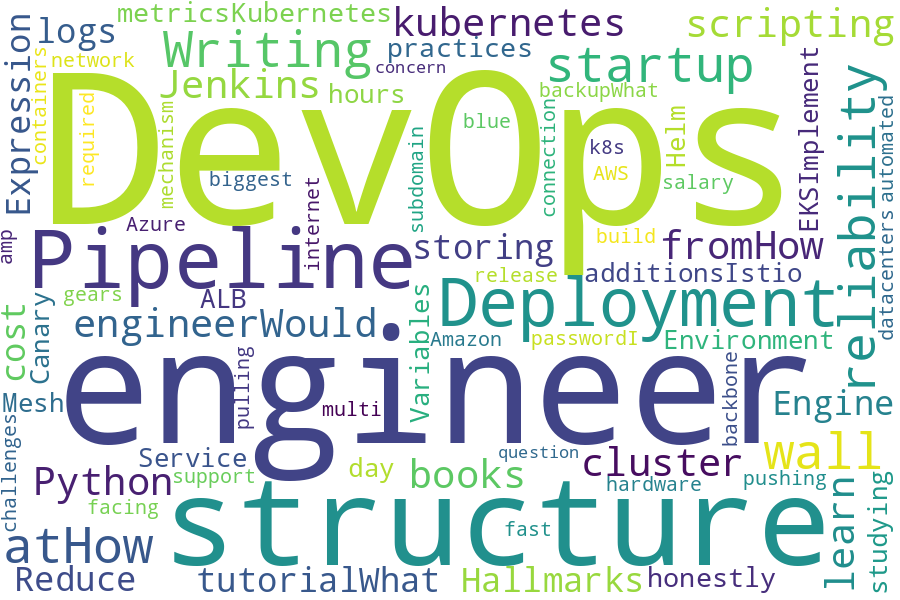 metricsKubernetes
kubernetes
scripting
Expression
logs
Writing
practices
startup
network
concern
containers
Jenkins
hours
backupWhat
DevOps
required
mechanism
blue
connection
k8s
Helm
EKSImplement
reliability
automated
biggest
subdomain
AWS
salary
Azure
internet
amp
Pipeline
storing
build
fromHow
datacenters
release
additionsIstio
gears
ALB
Deployment
cost
Canary
engineerWould
Variables
Amazon
passwordI
Environment
engineer
pulling
multi
backbone
Mesh
Engine
challenges
Service
day
question
wall
Python
support
books
cluster
hardware
pushing
facing
structure
fast
learn
studying
atHow
Reduce
tutorialWhat
Hallmarks
honestly